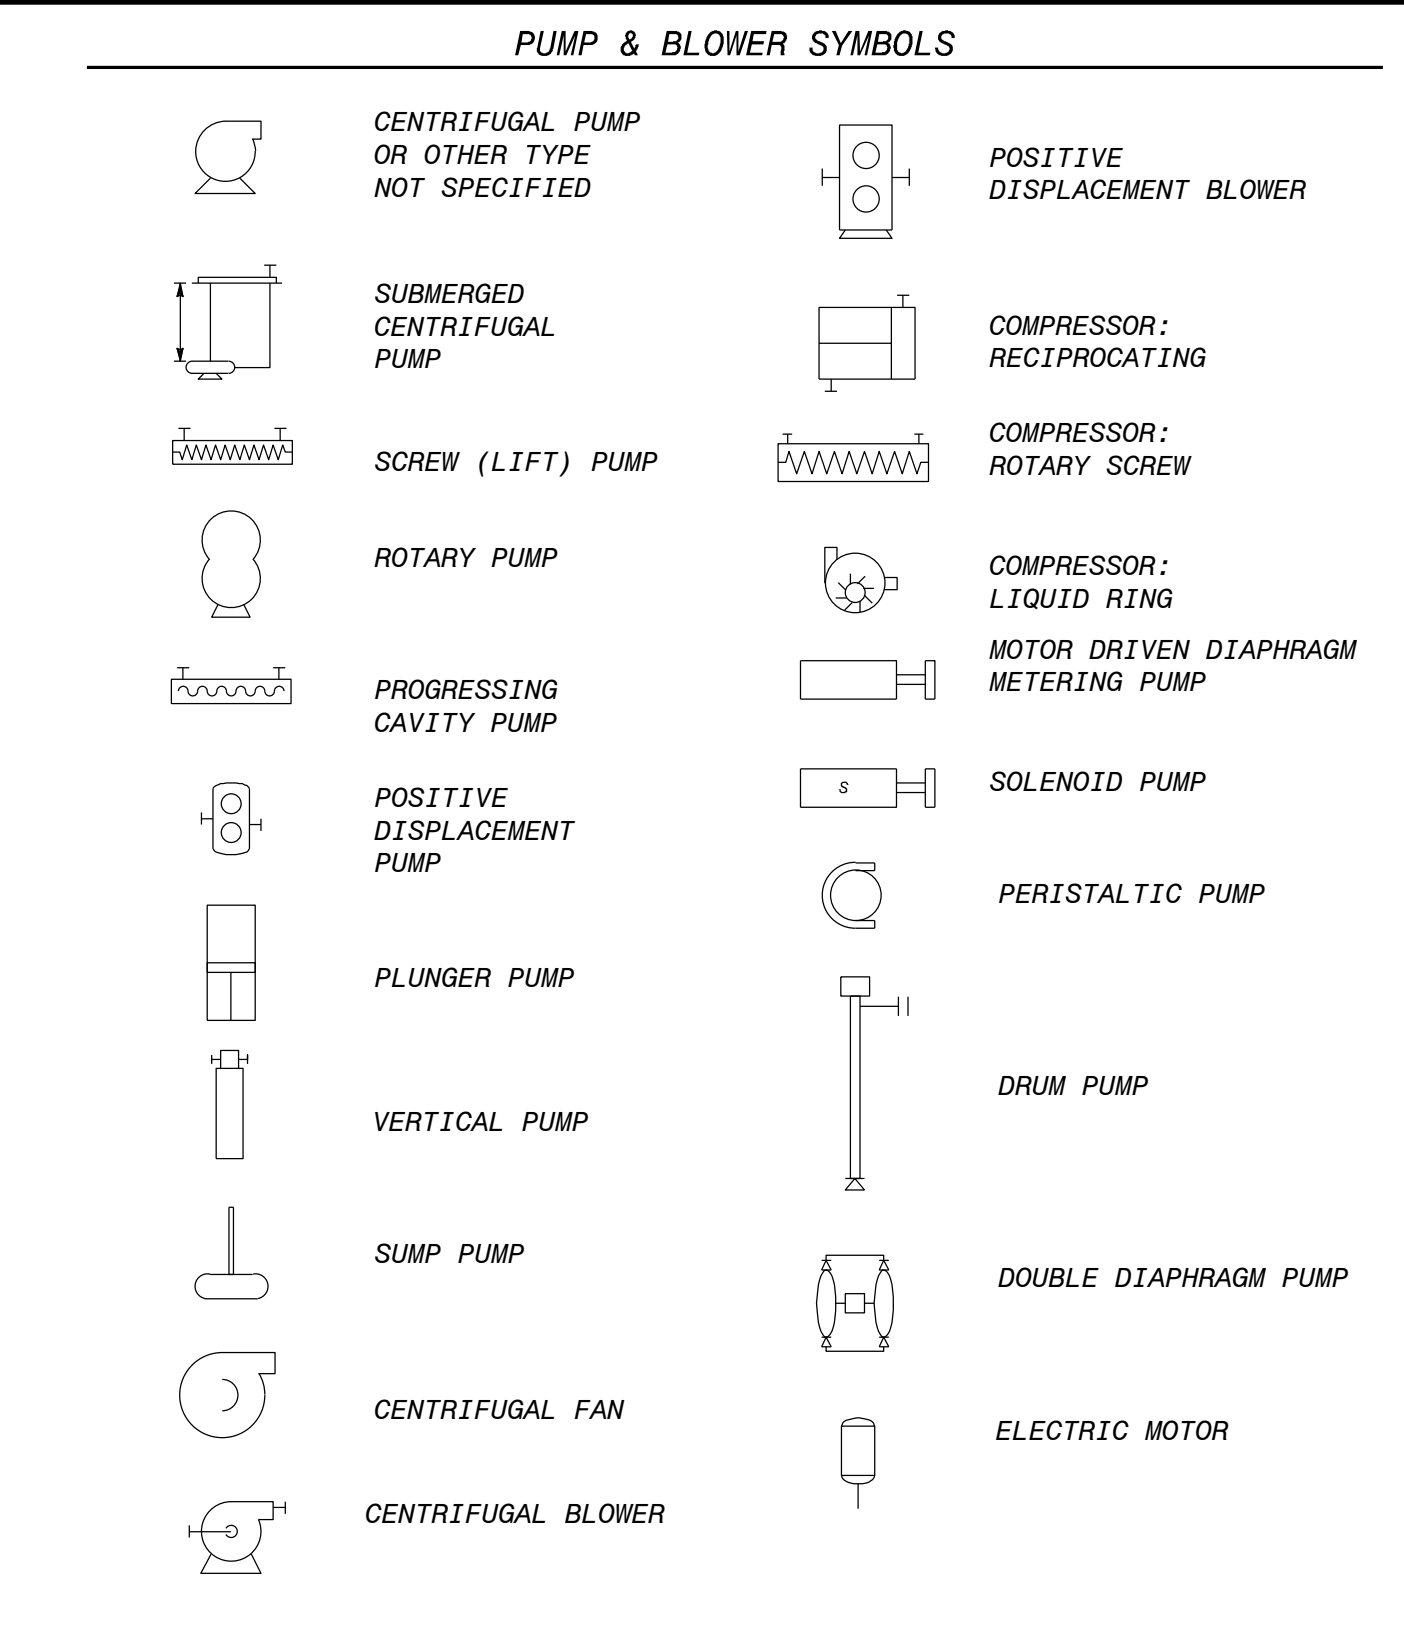 PUMP & BLOWER SYMBOLS
CENTRIFUGAL PUMP
OR OTHER TYPE
NOT SPECIFIED
SUBMERGED
CENTRIFUGAL
PUMP
SCREW (LIFT) PUMP
ROTARY PUMP
PROGRESSING
CAVITY PUMP
POSITIVE
DISPLACEMENT
PUMP
PLUNGER PUMP
VERTICAL PUMP
SUMP PUMP
CENTRIFUGAL FAN
CENTRIFUGAL BLOWER
POSITIVE
DISPLACEMENT BLOWER
COMPRESSOR:
RECIPROCATING
COMPRESSOR:
ROTARY SCREW
COMPRESSOR:
LIQUID RING
MOTOR DRIVEN DIAPHRAGM
METERING PUMP
S
SOLENOID PUMP
PERISTALTIC PUMP
DRUM PUMP
DOUBLE DIAPHRAGM PUMP
ELECTRIC MOTOR